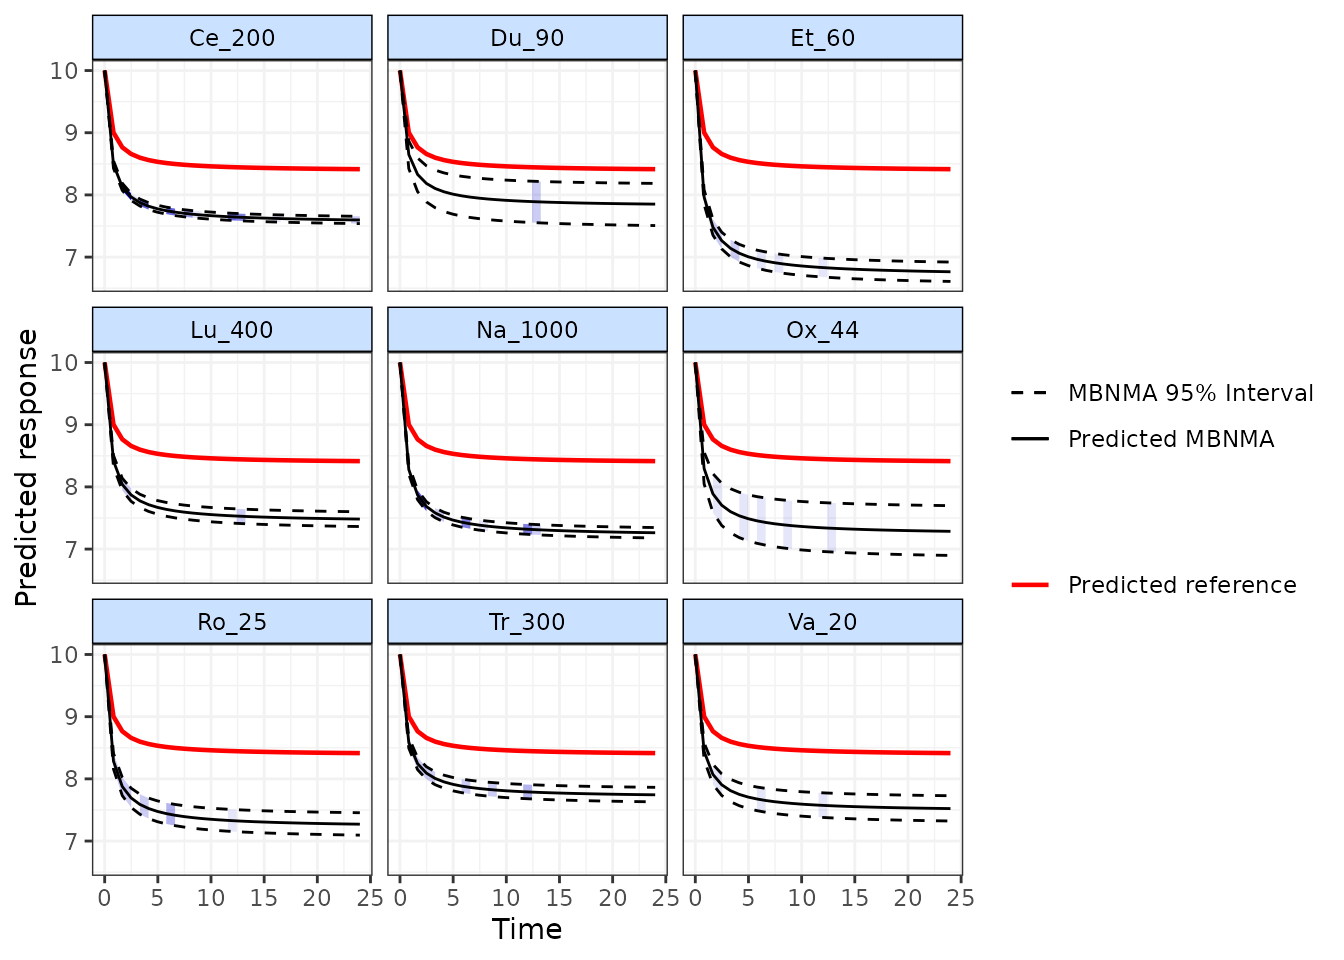 Ce_200 Du_90 Et_60
10
9
8
7
Lu_400 Na_1000 Ox_44
10
9
8
7
Ro_25 Tr_300 Va_20
10
9
8
7
0 5 10 15 20 25 0 5 10 15 20 25 0 5 10 15 20 25
Time
Predicted response
MBNMA 95% Interval
Predicted MBNMA
Predicted reference